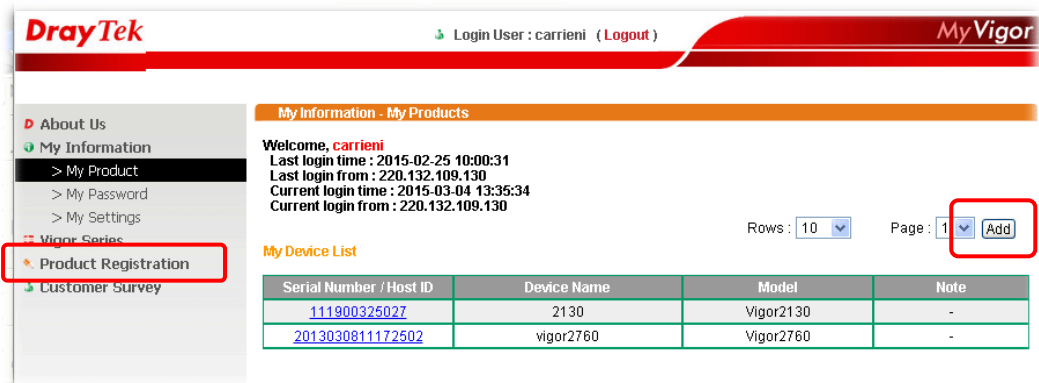 DrayTek
Login User : carrieni ( Logout )
MyVigor
About Us
My Information
> My Product
> My Password
> My Settings
Vigor Series
Product Registration
Customer Survey
My Information - My Products
Welcome, carrieni
Last login time : 2015-02-25 10:00:31
Last login from : 220.132.109.130
Current login time : 2015-03-04 13:35:34
Current login from : 220.132.109.130
Rows : 10 Page : 1 Add
My Device List
Serial Number / Host ID Device Name Model Note
111900325027 2130 Vigor2130 -
2013030811172502 vigor2760 Vigor2760 -